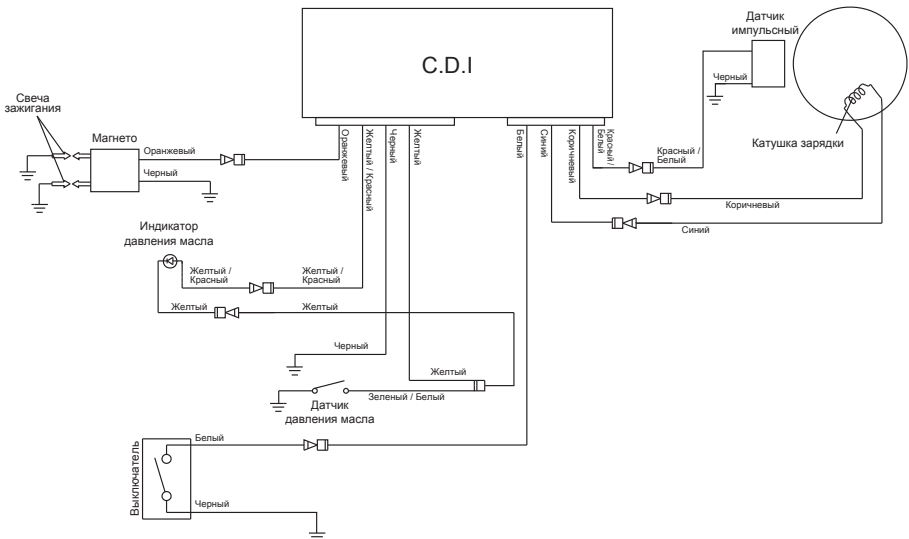 C.D.I
Датчик
импульсный
Черный
Катушка зарядки
Свеча
зажигания
Магнето
Оранжевый
Черный
Оранжевый
Желтый / Красный
Черный
Желтый
Белый
Синий
Коричневый
Красный /
Белый
Красный /
Белый
Коричневый
Синий
Индикатор
давления масла
Желтый /
Красный
Желтый /
Красный
Желтый
Желтый
Черный
Желтый
Зеленый / Белый
Датчик
давления масла
Выключатель
Белый
Черный